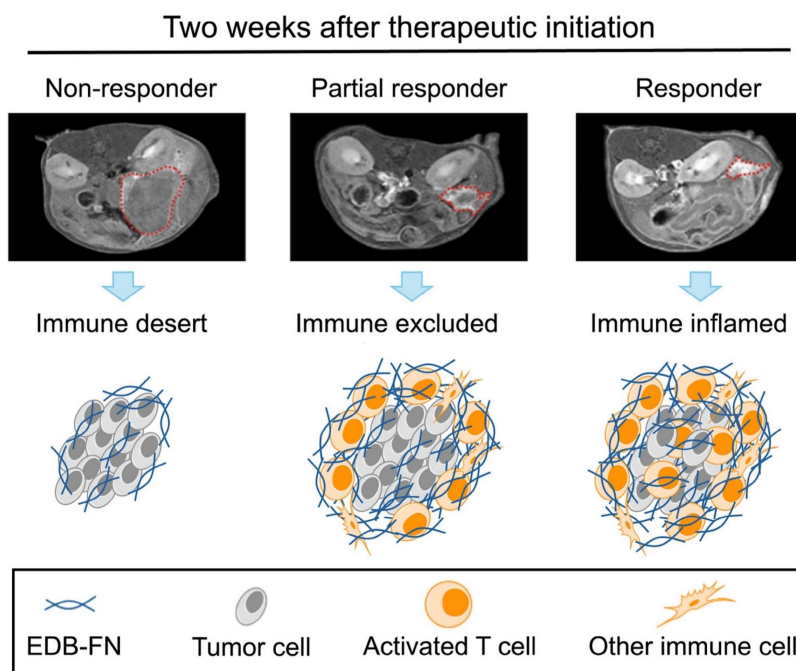 Two weeks after therapeutic initiation
Non-responder Partial responder Responder
Immune desert Immune excluded Immune inflamed
EDB-FN Tumor cell Activated T cell Other immune cell